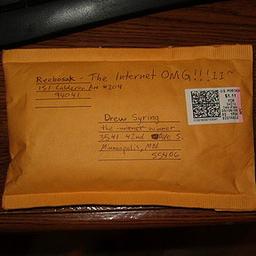 Reebosak - The Internet OMG!!!11~
151 Calderon Ave #204
94041
U.S. POSTAGE
$1.11
Drew Syring
the internet winner
3541 42nd Ave S.
Minneapolis, MN
55406